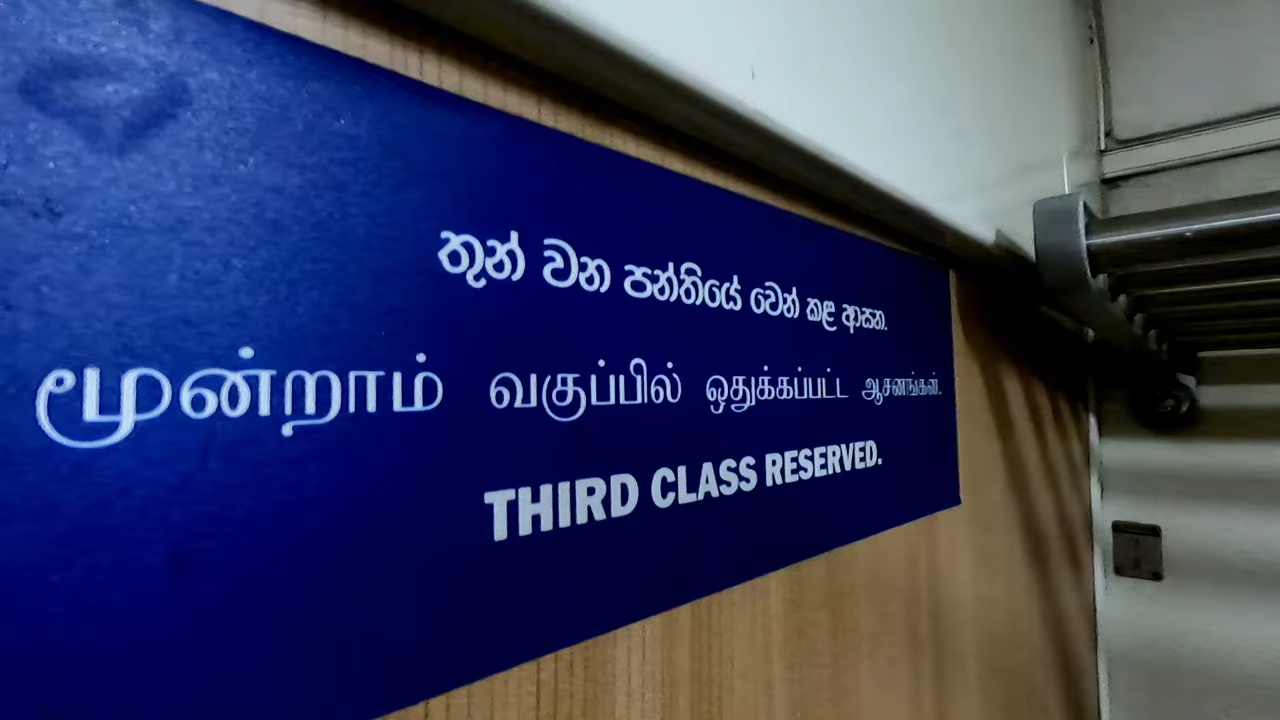 තුන් වන පන්තියේ වෙන් කළ ආසන.
மூன்றாம் வகுப்பில் ஒதுக்கப்பட்ட ஆசனங்கள்.
THIRD CLASS RESERVED.